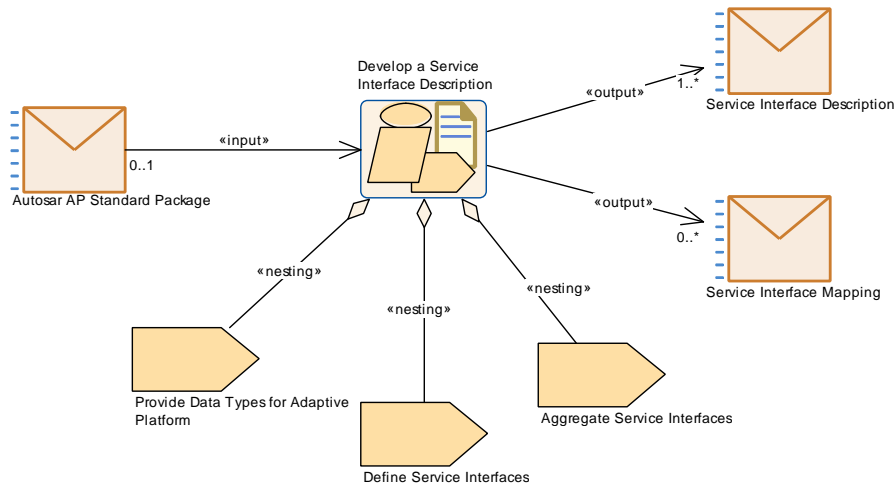 Develop a Service
Interface Description
«output»
1..*
Service Interface Description
«input»
0..1
Autosar AP Standard Package
«output»
0..*
Service Interface Mapping
«nesting»
«nesting»
«nesting»
Provide Data Types for Adaptive
Platform
Aggregate Service Interfaces
Define Service Interfaces